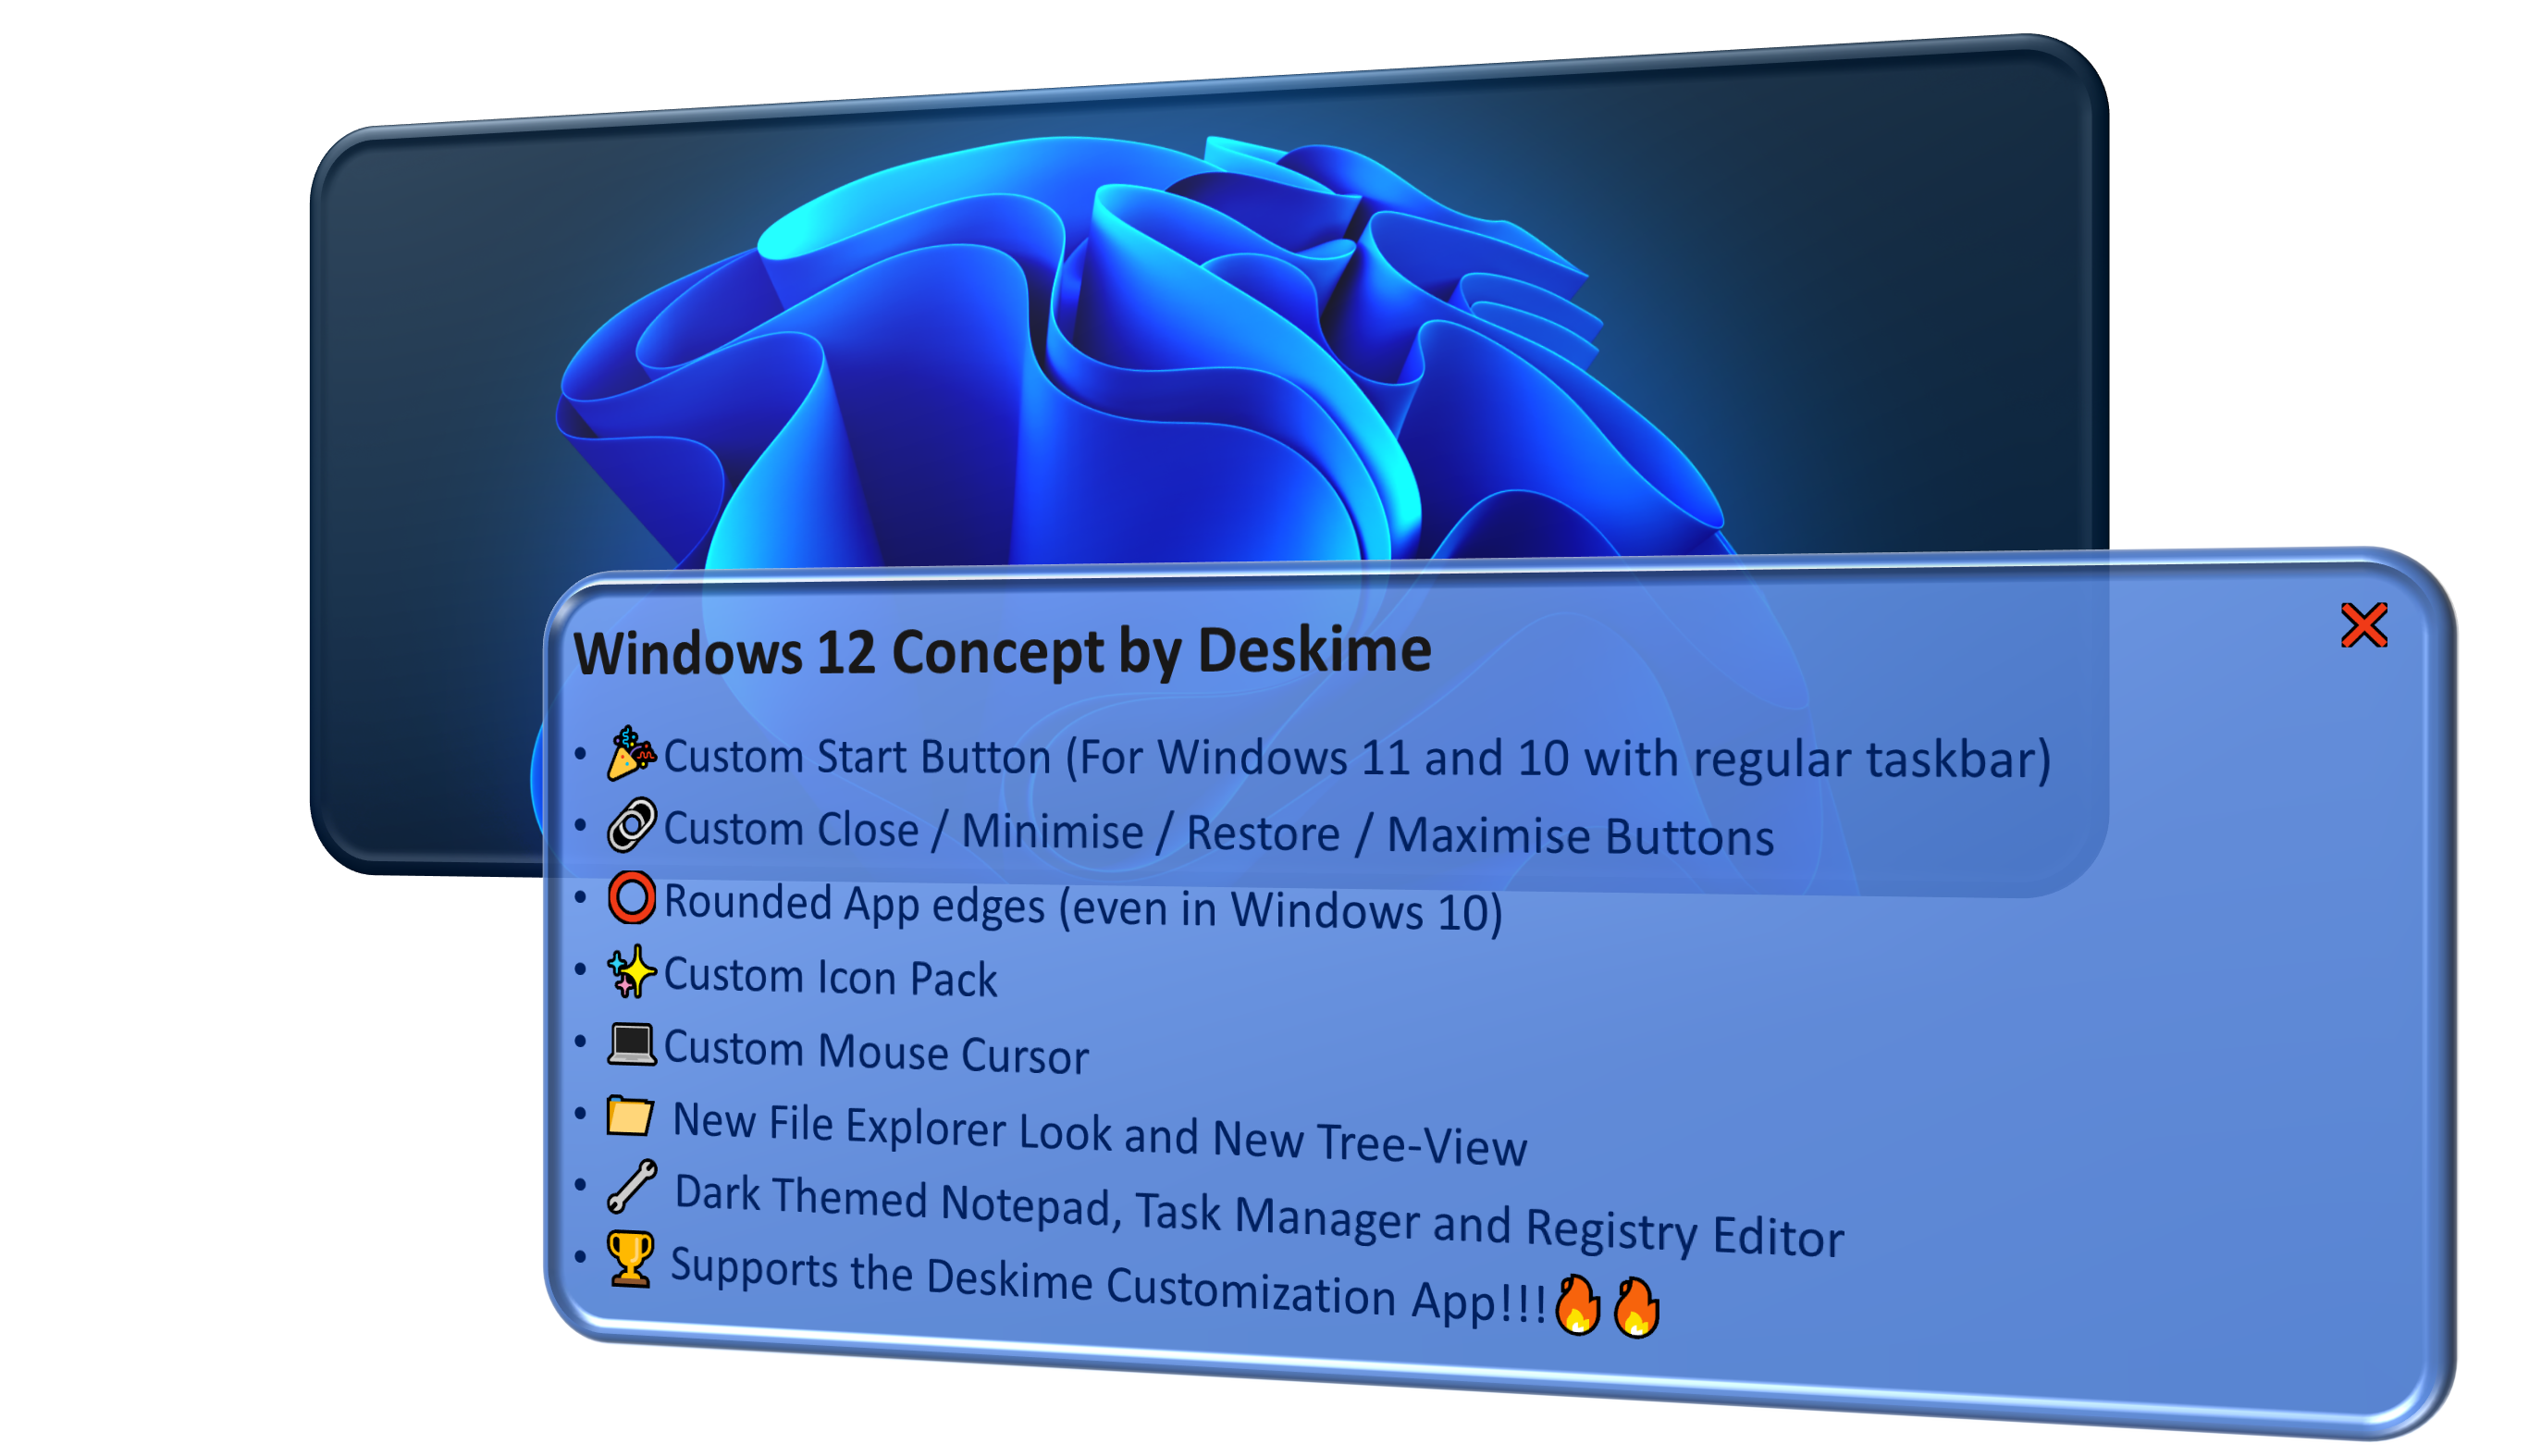 Windows 12 Concept by Deskime
• 🎉Custom Start Button (For Windows 11 and 10 with regular taskbar)
• 🔗Custom Close / Minimise / Restore / Maximise Buttons
• ⭕Rounded App edges (even in Windows 10)
• ✨Custom Icon Pack
• 💻Custom Mouse Cursor
• 📁 New File Explorer Look and New Tree-View
• 🔧 Dark Themed Notepad, Task Manager and Registry Editor
• 🏆 Supports the Deskime Customization App!!!🔥🔥